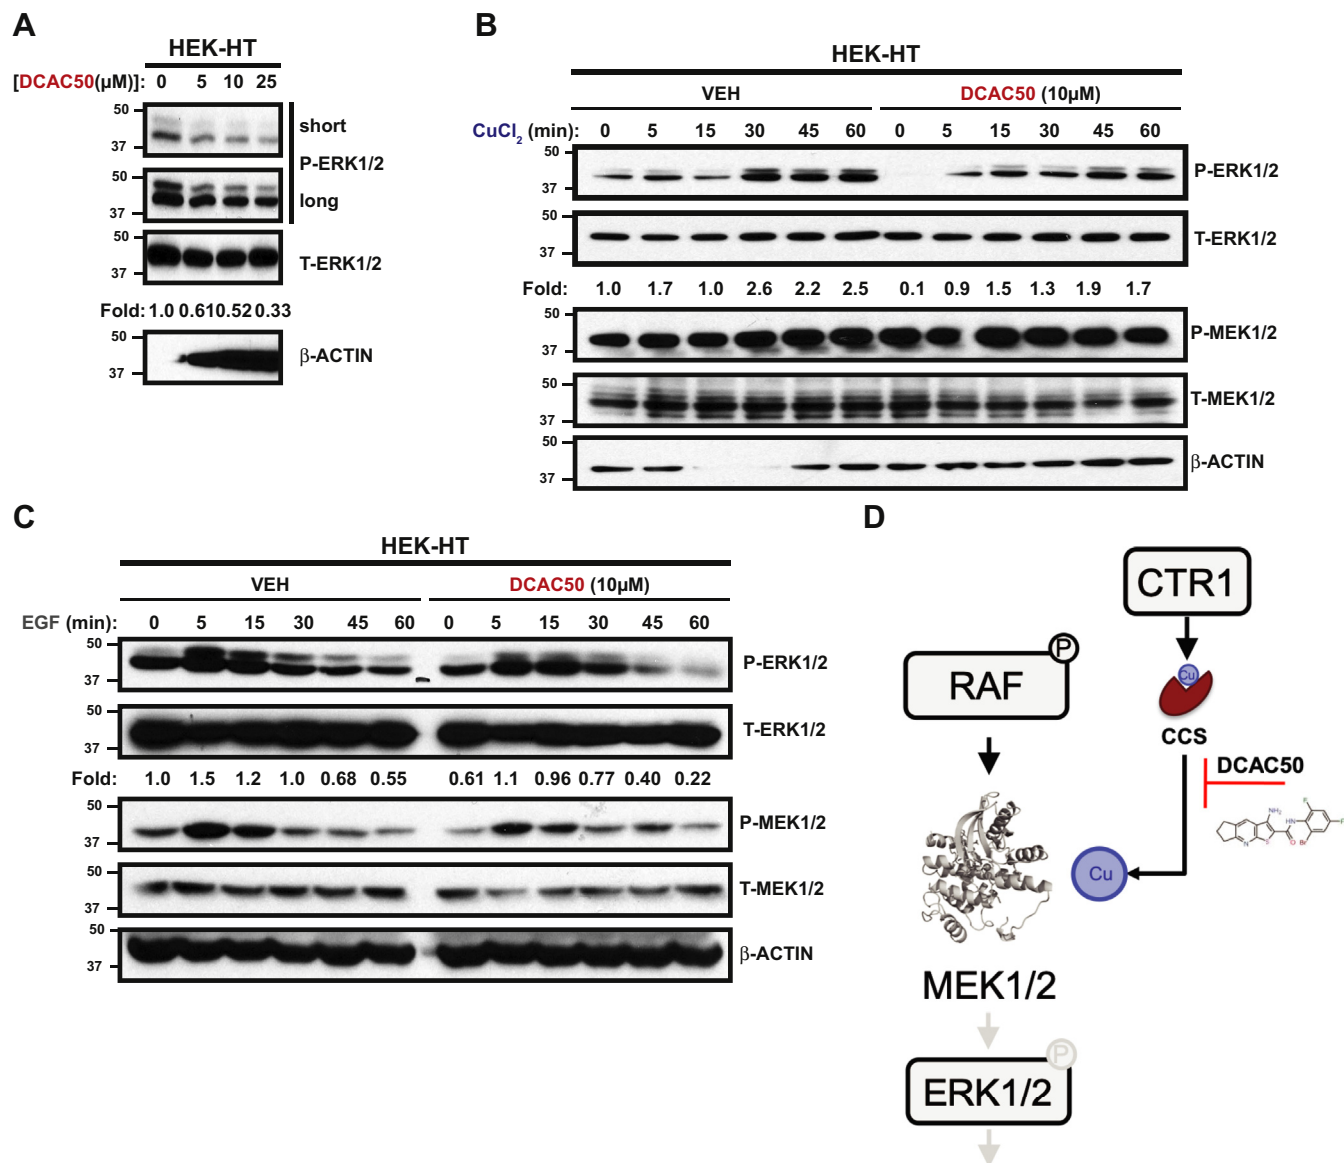 A
HEK-HT
[DCAC50(μM)]: 0 5 10 25
50
37
short
P-ERK1/2
50
37
long
50
37
T-ERK1/2
Fold: 1.0 0.61 0.52 0.33
50
37
β-ACTIN
B
HEK-HT
VEH DCAC50 (10μM)
CuCl2 (min): 0 5 15 30 45 60 0 5 15 30 45 60
50
37
P-ERK1/2
50
37
T-ERK1/2
Fold: 1.0 1.7 1.0 2.6 2.2 2.5 0.1 0.9 1.5 1.3 1.9 1.7
50
37
P-MEK1/2
50
37
T-MEK1/2
50
37
β-ACTIN
C
HEK-HT
VEH DCAC50 (10μM)
EGF (min): 0 5 15 30 45 60 0 5 15 30 45 60
50
37
P-ERK1/2
50
37
T-ERK1/2
Fold: 1.0 1.5 1.2 1.0 0.68 0.55 0.61 1.1 0.96 0.77 0.40 0.22
50
37
P-MEK1/2
50
37
T-MEK1/2
50
37
β-ACTIN
D
CTR1
P
RAF
Cu
CCS
DCAC50
F
NH2
HN
F
N
S
O
Br
Cu
MEK1/2
P
ERK1/2